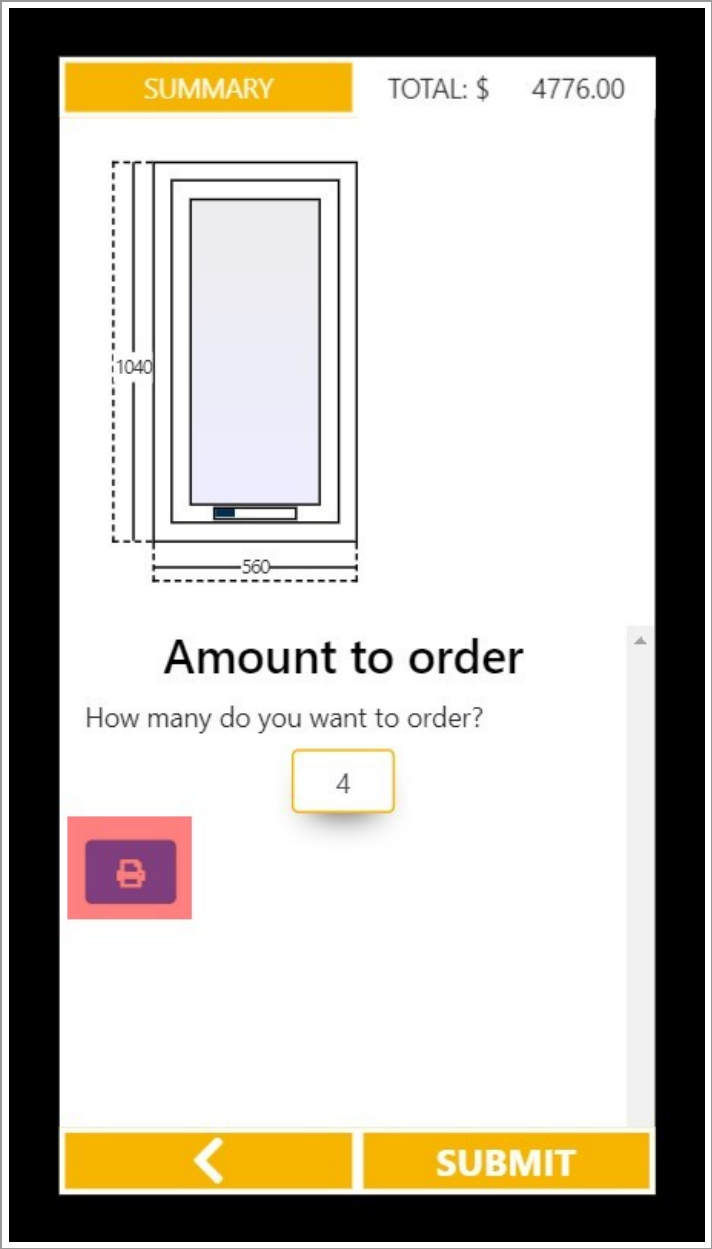 SUMMARY TOTAL: $ 4776.00
1040
560
Amount to order
How many do you want to order?
4
SUBMIT